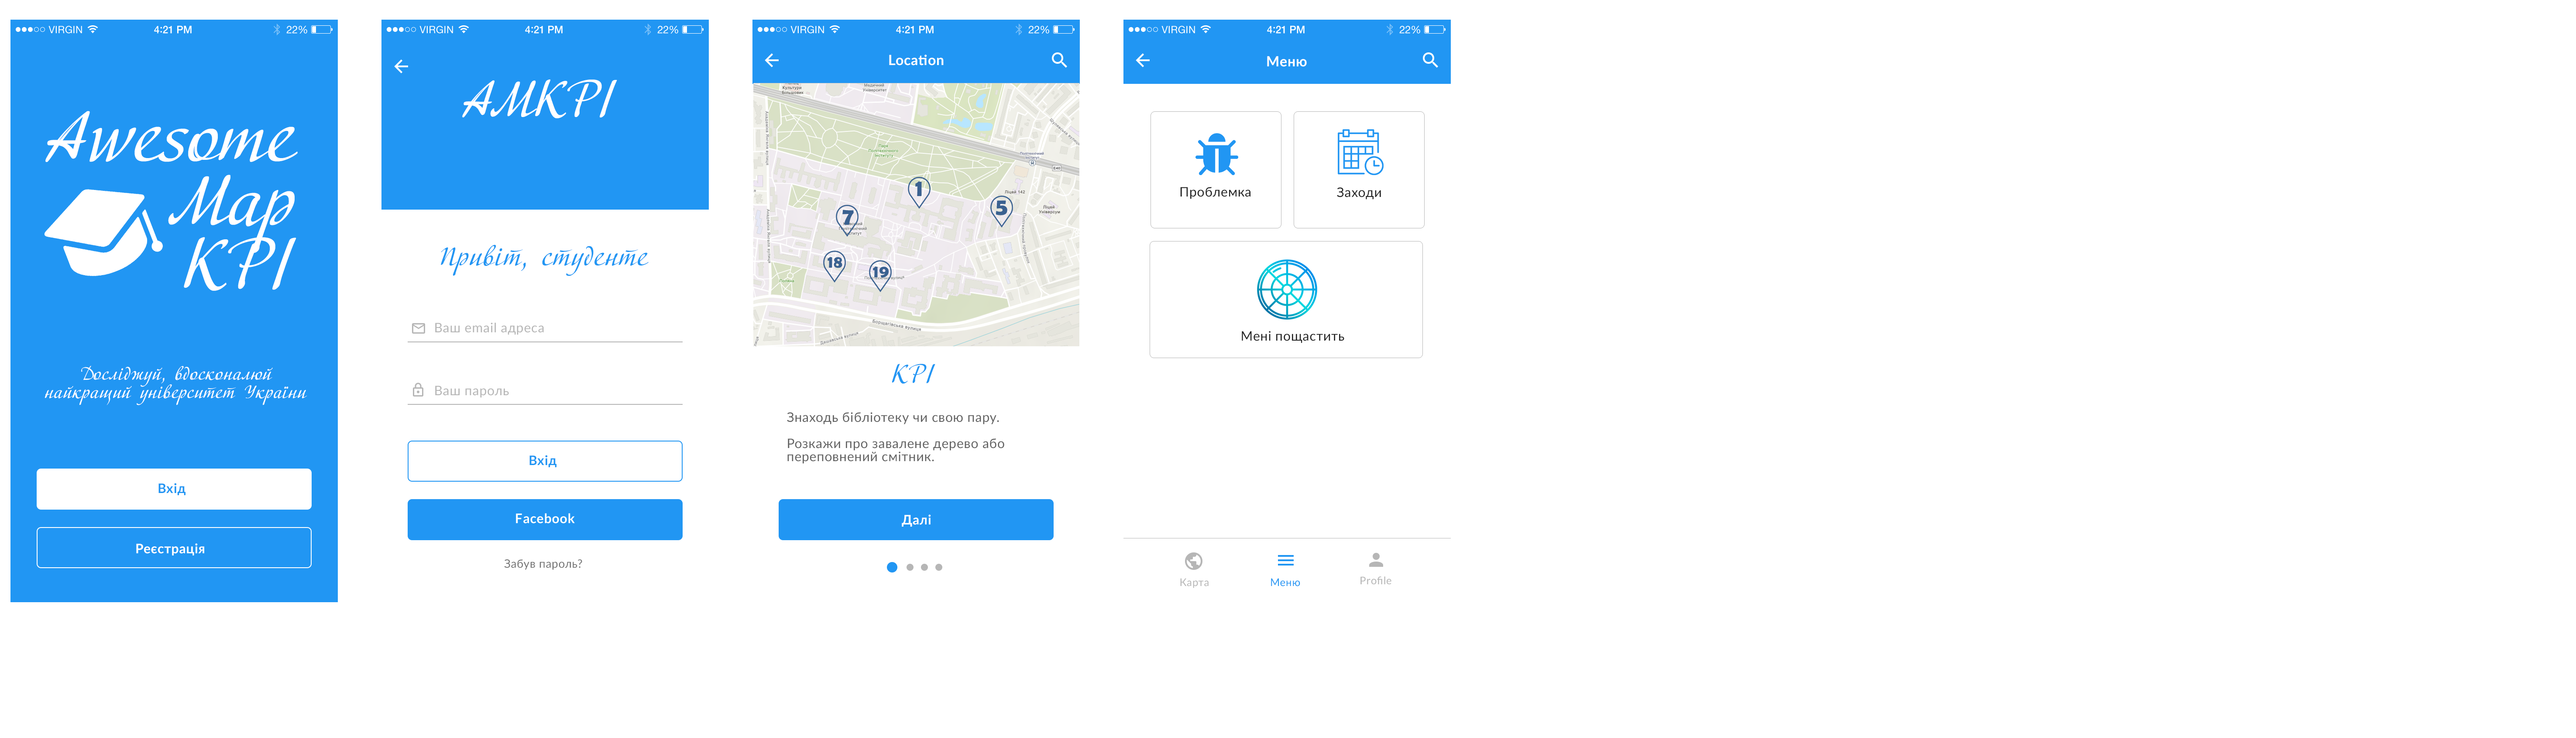 VIRGIN 4:21 PM 22%
Awesome
Map
KPI
Досліджуй, вдосконалюй
найкращий університет України
Вхід
Реєстрація
VIRGIN 4:21 PM 22%
AMKPI
Привіт, студенте
Ваш email адреса
Ваш пароль
Вхід
Facebook
Забув пароль?
VIRGIN 4:21 PM 22%
Location
1
5
7
18
19
Ліцей 142
KPI
Знаходь бібліотеку чи свою пару.
Розкажи про завалене дерево або
переповнений смітник.
Далі
VIRGIN 4:21 PM 22%
Меню
Проблемка
Заходи
Мені пощастить
Карта
Меню
Profile